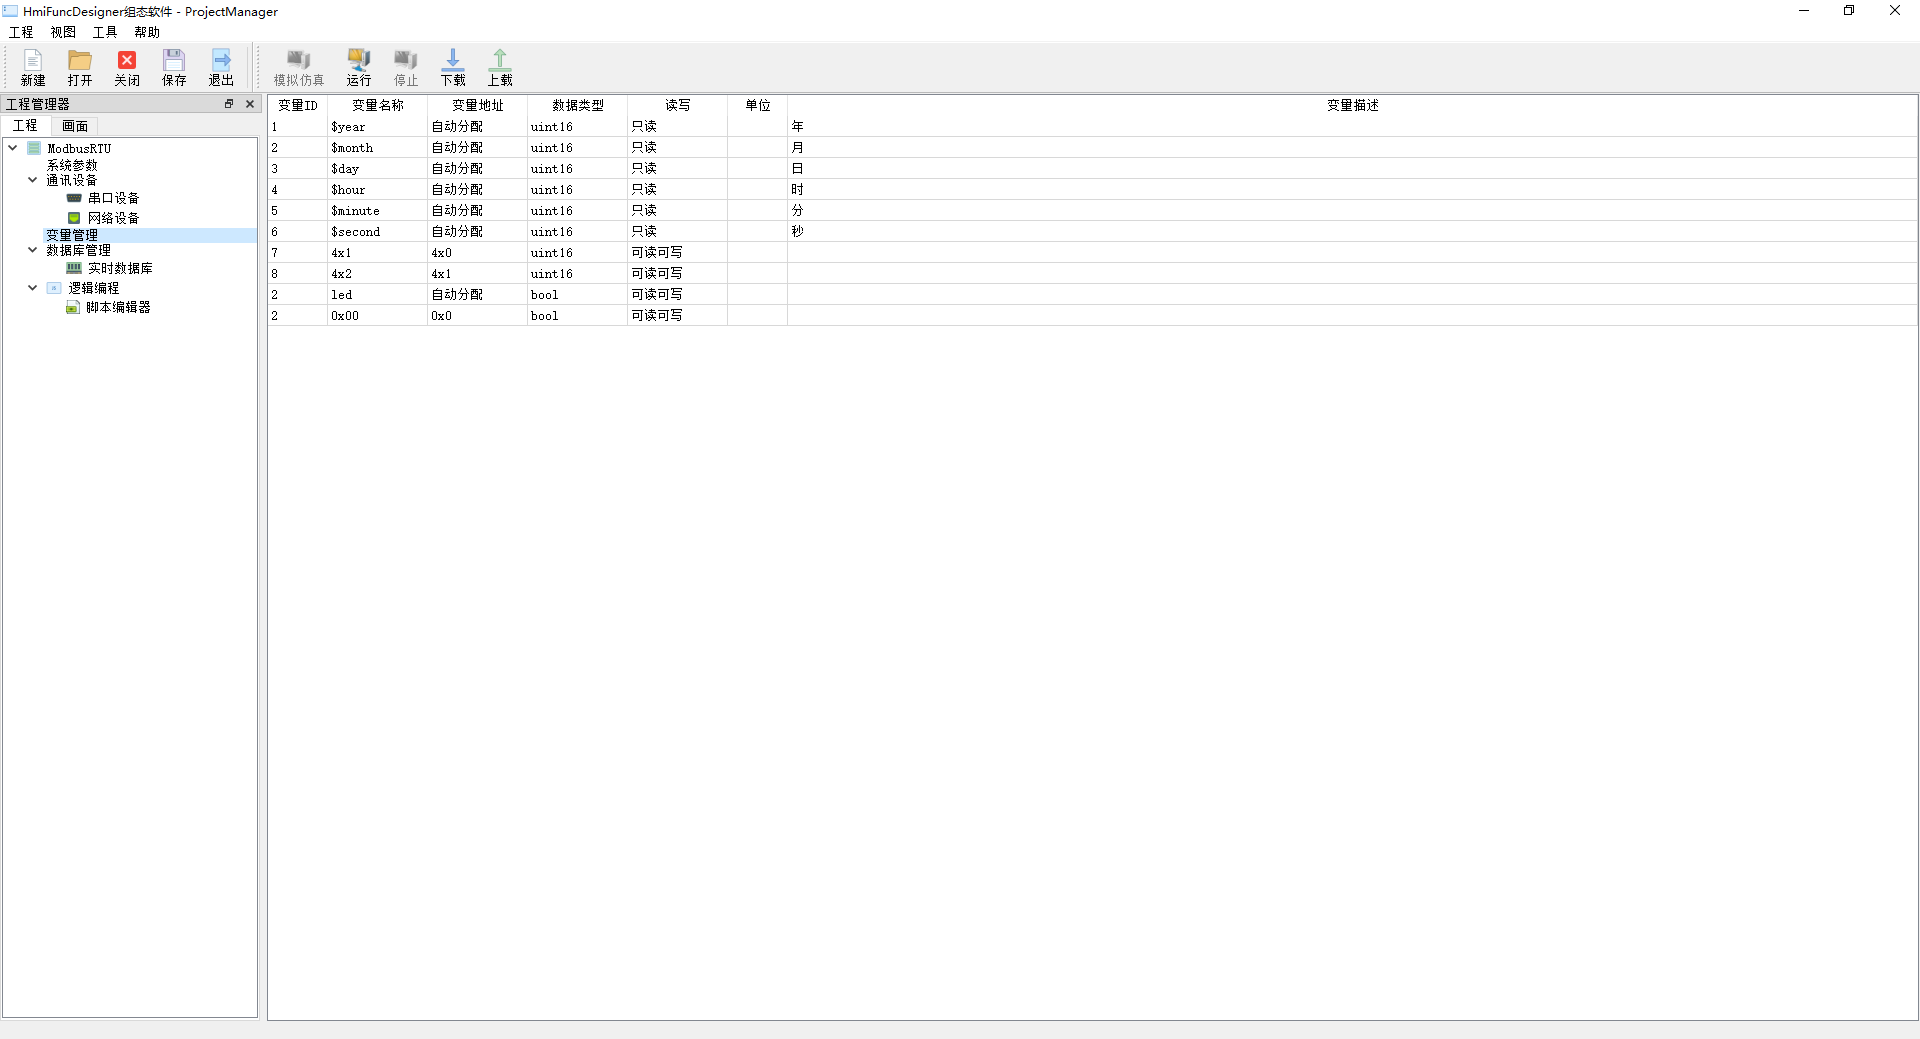 HmiFuncDesigner组态软件 - ProjectManager
工程 视图 工具 帮助
新建 打开 关闭 保存 退出 模拟仿真 运行 停止 下载 上载
工程管理器
工程 画面
ModbusRTU
系统参数
通讯设备
串口设备
网络设备
变量管理
数据库管理
实时数据库
逻辑编程
脚本编辑器
变量ID 变量名称 变量地址 数据类型 读写 单位 变量描述
1 $year 自动分配 uint16 只读 年
2 $month 自动分配 uint16 只读 月
3 $day 自动分配 uint16 只读 日
4 $hour 自动分配 uint16 只读 时
5 $minute 自动分配 uint16 只读 分
6 $second 自动分配 uint16 只读 秒
7 4x1 4x0 uint16 可读可写
8 4x2 4x1 uint16 可读可写
2 led 自动分配 bool 可读可写
2 0x00 0x0 bool 可读可写